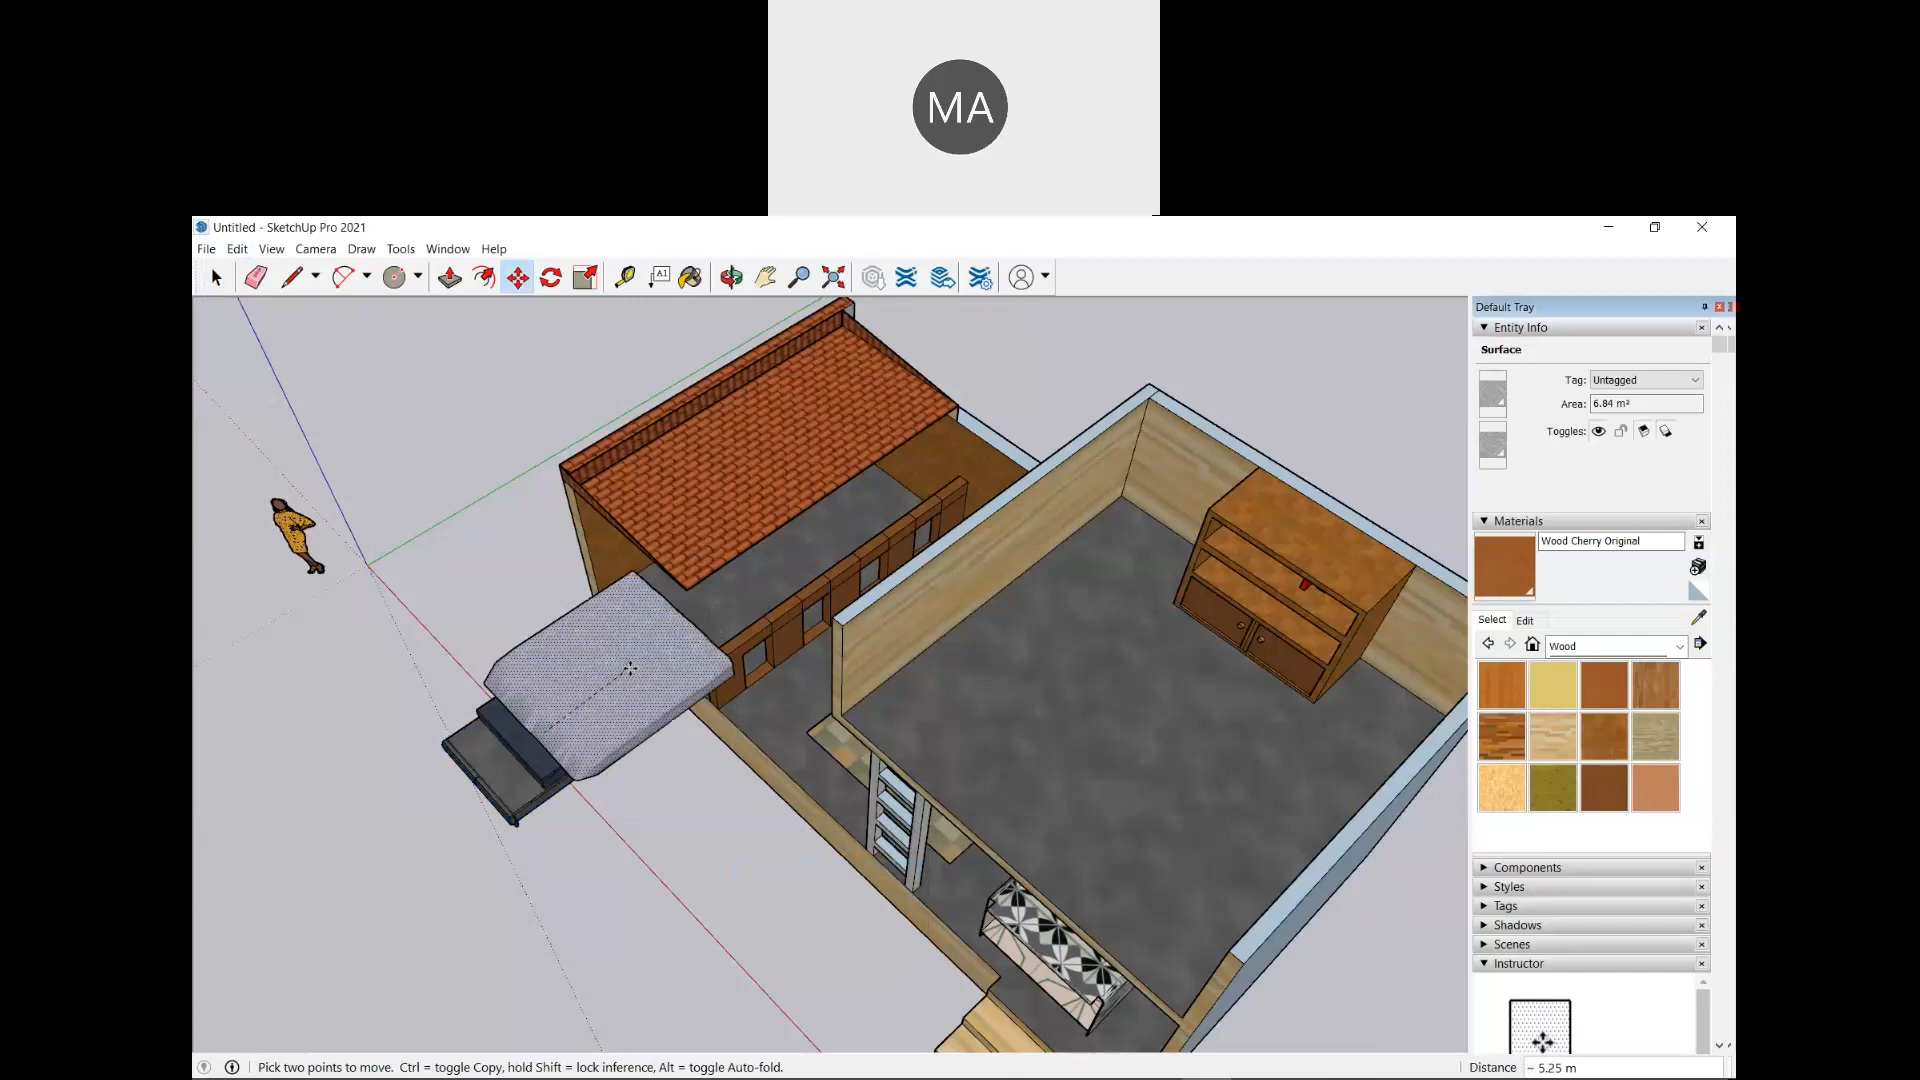 MA
Untitled - SketchUp Pro 2021
File Edit View Camera Draw Tools Window Help
A1
Default Tray
Entity Info
Surface
Tag: Untagged
Area: 6.84 m²
Toggles:
Materials
Wood Cherry Original
Select Edit
Wood
Components
Styles
Tags
Shadows
Scenes
Instructor
Pick two points to move. Ctrl = toggle Copy, hold Shift = lock inference, Alt = toggle Auto-fold.
Distance ~ 5.25 m